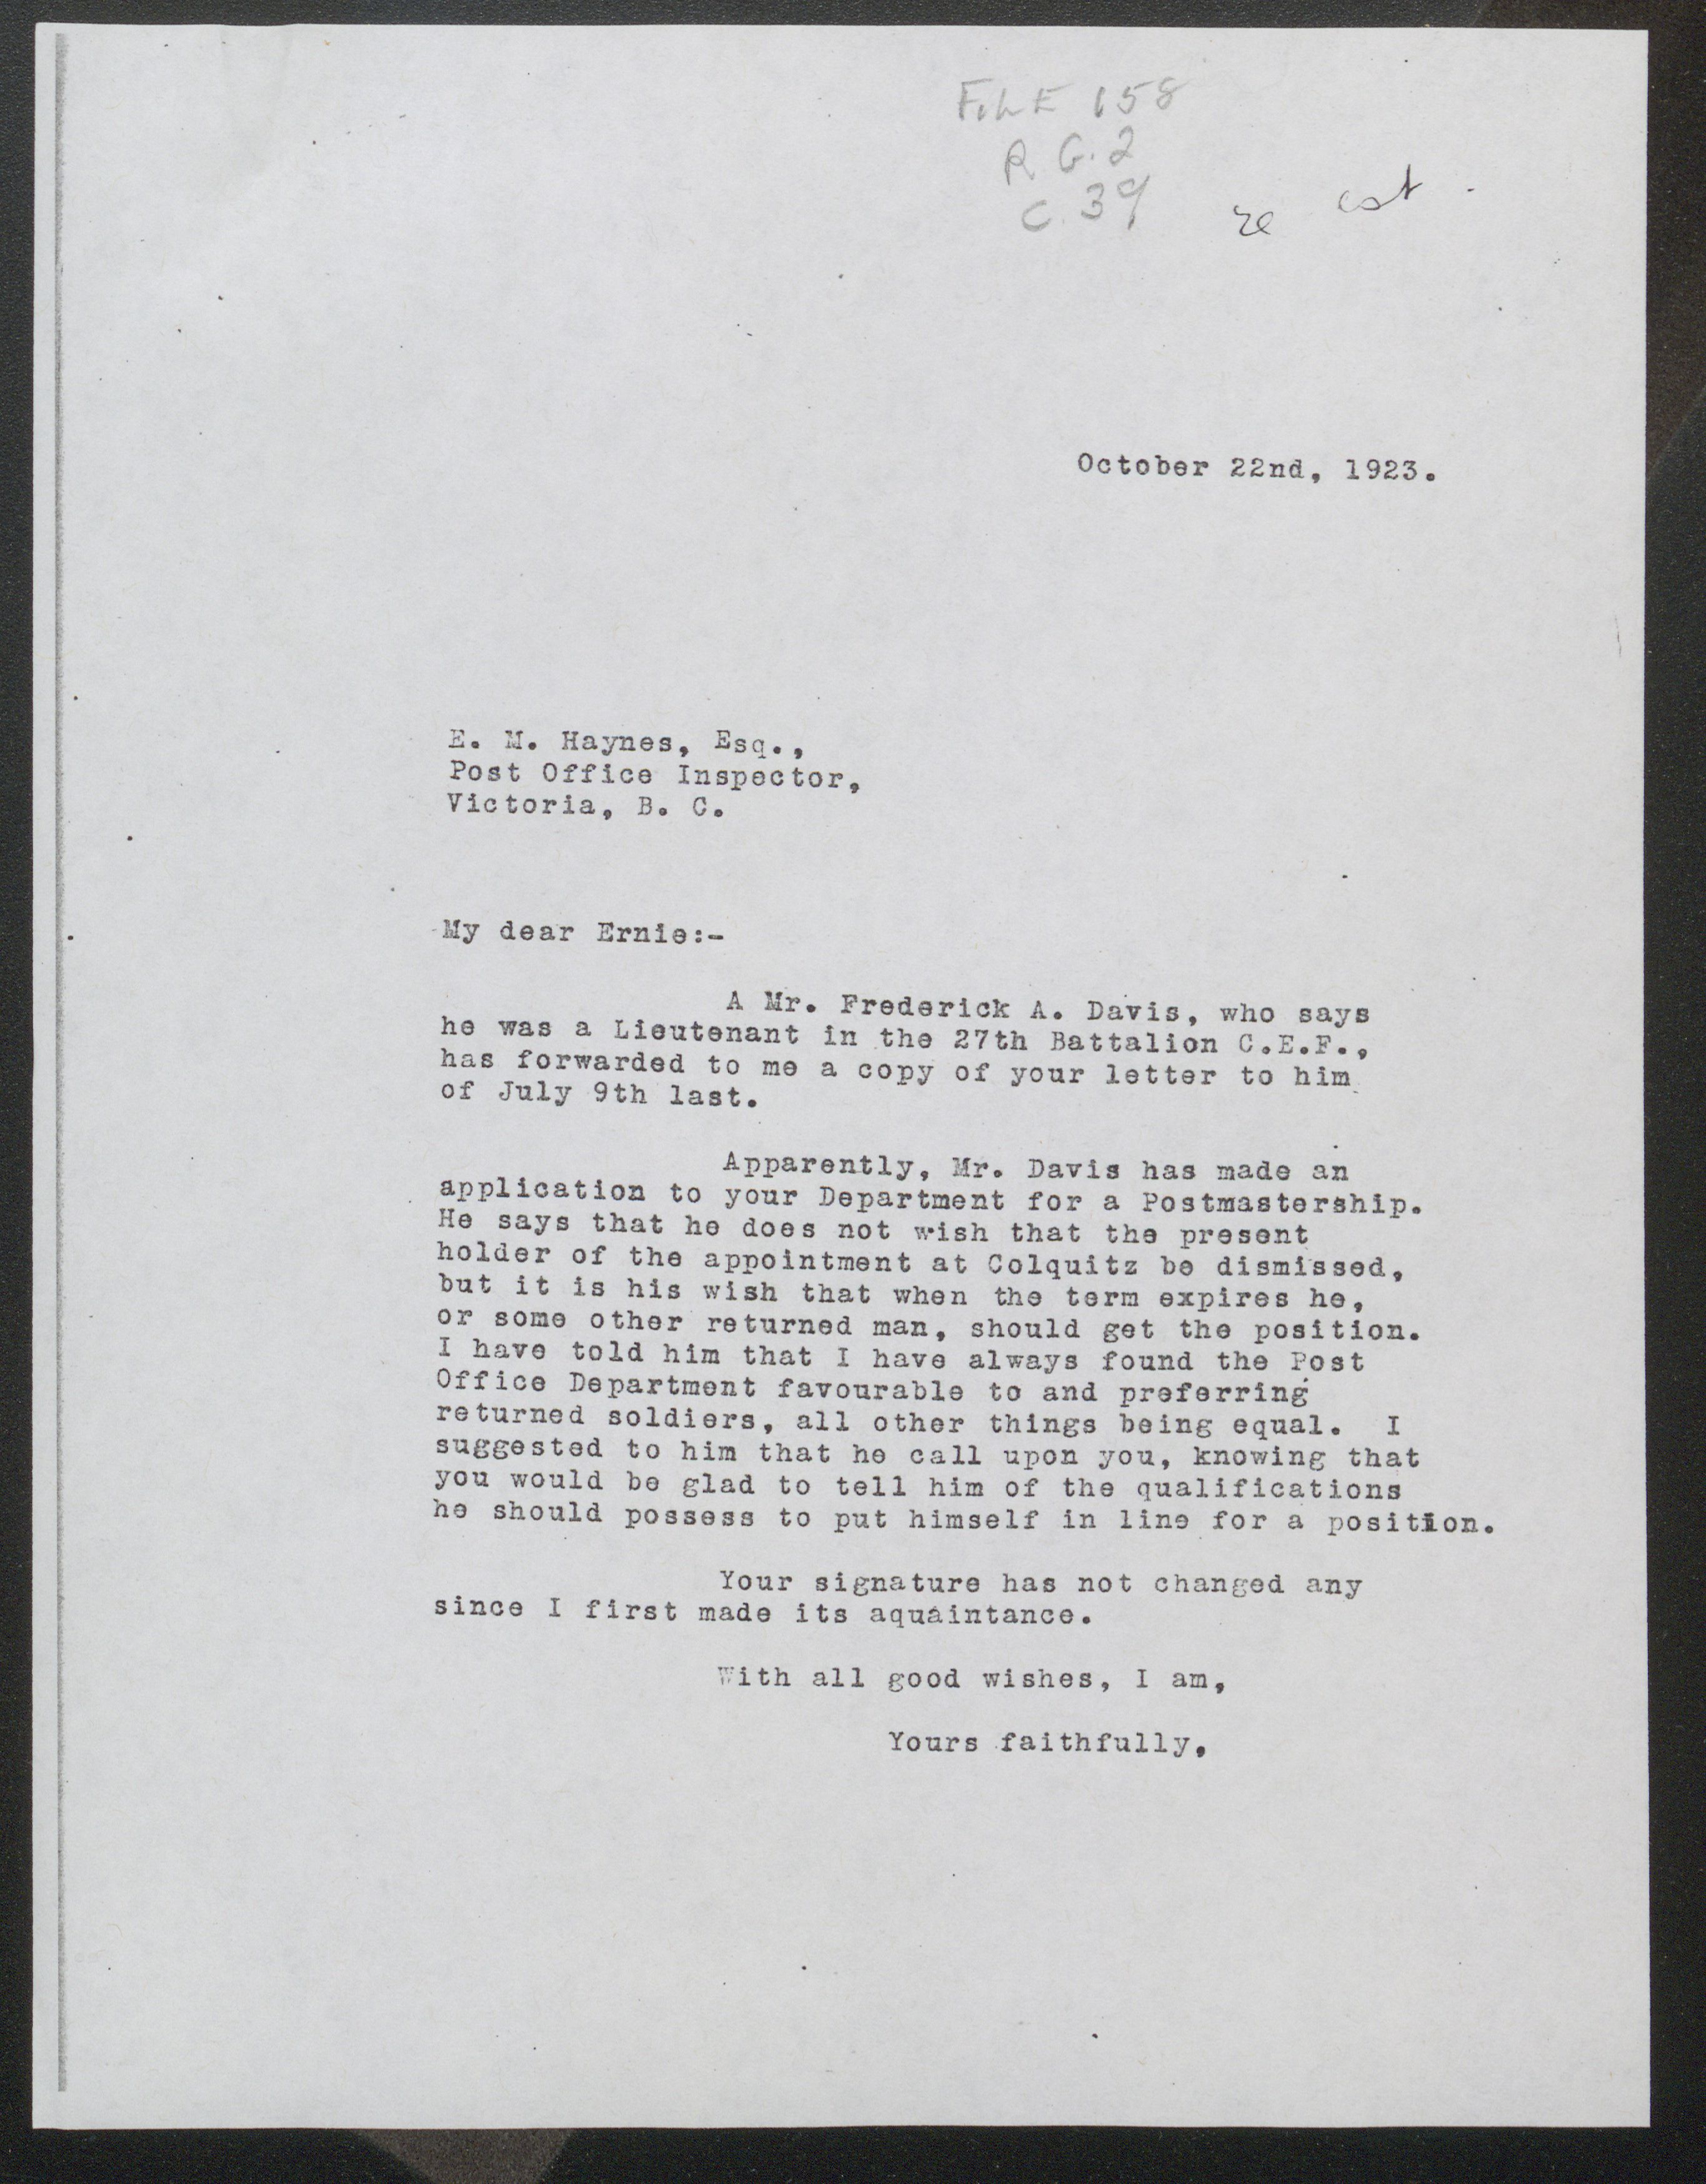 FILE 158
R G. 2
C. 39
re est
October 22nd, 1923.
E. M. Haynes, Esq.,
Post Office Inspector,
Victoria, B. C.
My dear Ernie:-
A Mr. Frederick A. Davis, who says
he was a Lieutenant in the 27th Battalion C.E.F.,
has forwarded to me a copy of your letter to him
of July 9th last.
Apparently, Mr. Davis has made an
application to your Department for a Postmastership.
He says that he does not wish that the present
holder of the appointment at Colquitz be dismissed,
but it is his wish that when the term expires he,
or some other returned man, should get the position.
I have told him that I have always found the Post
Office Department favourable to and preferring
returned soldiers, all other things being equal. I
suggested to him that he call upon you, knowing that
you would be glad to tell him of the qualifications
he should possess to put himself in line for a position.
Your signature has not changed any
since I first made its aquaintance.
With all good wishes, I am,
Yours faithfully,